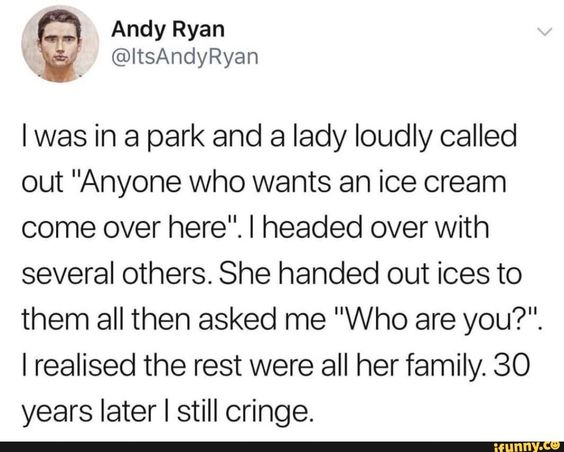 Andy Ryan
@ItsAndyRyan
I was in a park and a lady loudly called
out "Anyone who wants an ice cream
come over here". I headed over with
several others. She handed out ices to
them all then asked me "Who are you?".
I realised the rest were all her family. 30
years later I still cringe.
ifunny.co